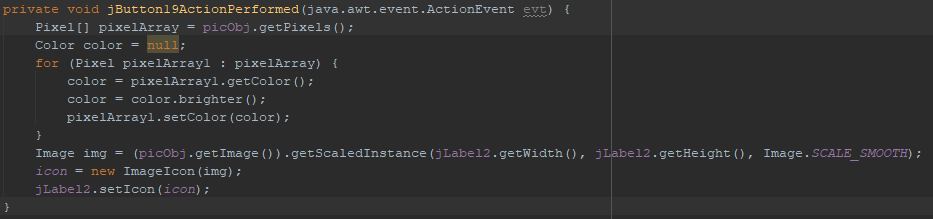 private void jButton19ActionPerformed(java.awt.event.ActionEvent evt) {
    Pixel[] pixelArray = picObj.getPixels();
    Color color = null;
    for (Pixel pixelArray1 : pixelArray) {
        color = pixelArray1.getColor();
        color = color.brighter();
        pixelArray1.setColor(color);
    }
    Image img = (picObj.getImage()).getScaledInstance(jLabel2.getWidth(), jLabel2.getHeight(), Image.SCALE_SMOOTH);
    icon = new ImageIcon(img);
    jLabel2.setIcon(icon);
}